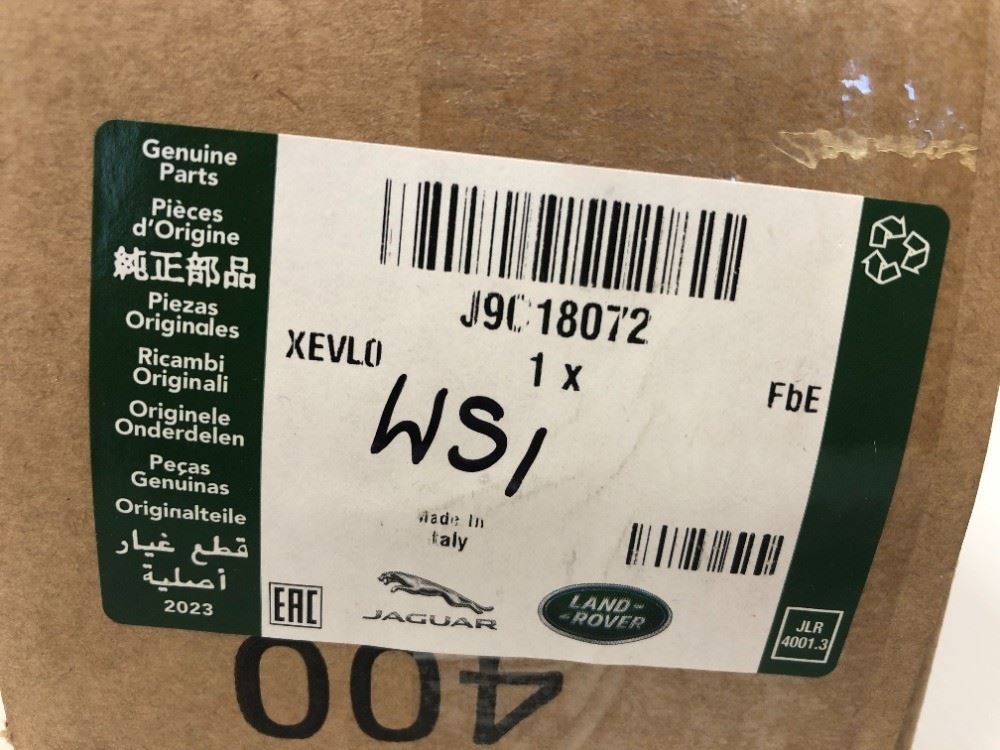 Genuine
Parts
Pièces
d'Origine
純正部品
Piezas
Originales
Ricambi
Originali
Originele
Onderdelen
Peças
Genuinas
Originalteile
قطع غيار
أصلية
2023
J9C18072
XEVLO
1 x
FbE
WS1
Made In
Italy
EAC
JAGUAR
LAND-
-ROVER
JLR
4001.3
400